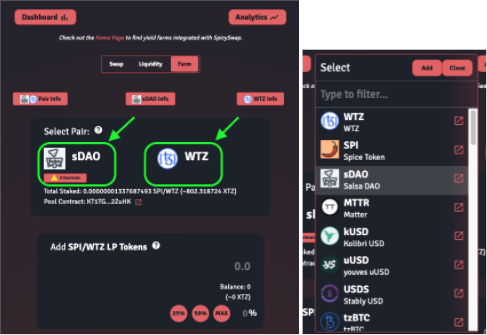 Dashboard
Analytics
Check out the Home Page to find yield farms integrated with SpicySwap.
Swap
Liquidity
Farm
Pair Info
sDAO Info
WTZ Info
Select Pair:
sDAO
WTZ
0 Decimals
Total Staked: 0.00000001337687493 SPI/WTZ (~802.318724 XTZ)
Pool Contract: KT1G...2ZuHK
Add SPI/WTZ LP Tokens
0.0
Balance: 0
(~0 XTZ)
25%
50%
MAX
0%
Select
Add
Close
Type to filter...
WTZ
WTZ
SPI
Spice Token
sDAO
Salsa DAO
MTTR
Matter
kUSD
Kolibri USD
uUSD
youves uUSD
USDS
Stably USD
tzBTC
tzBTC